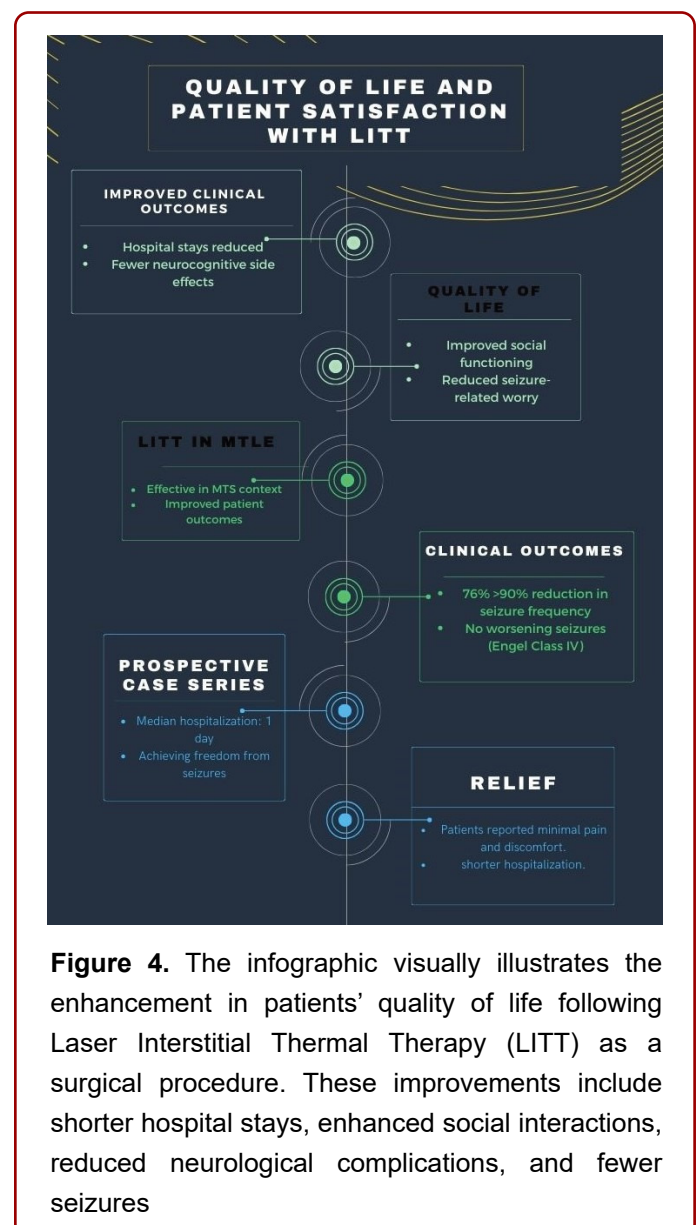 QUALITY OF LIFE AND
PATIENT SATISFACTION
WITH LITT
IMPROVED CLINICAL
OUTCOMES
• Hospital stays reduced
• Fewer neurocognitive side
effects
QUALITY OF
LIFE
• Improved social
functioning
• Reduced seizure-
related worry
LITT IN MTLE
• Effective in MTS context
• Improved patient
outcomes
CLINICAL OUTCOMES
• 76% >90% reduction in
seizure frequency
• No worsening seizures
(Engel Class IV)
PROSPECTIVE
CASE SERIES
• Median hospitalization: 1
day
• Achieving freedom from
seizures
RELIEF
• Patients reported minimal pain
and discomfort.
• shorter hospitalization.
Figure 4. The infographic visually illustrates the
enhancement in patients’ quality of life following
Laser Interstitial Thermal Therapy (LITT) as a
surgical procedure. These improvements include
shorter hospital stays, enhanced social interactions,
reduced neurological complications, and fewer
seizures